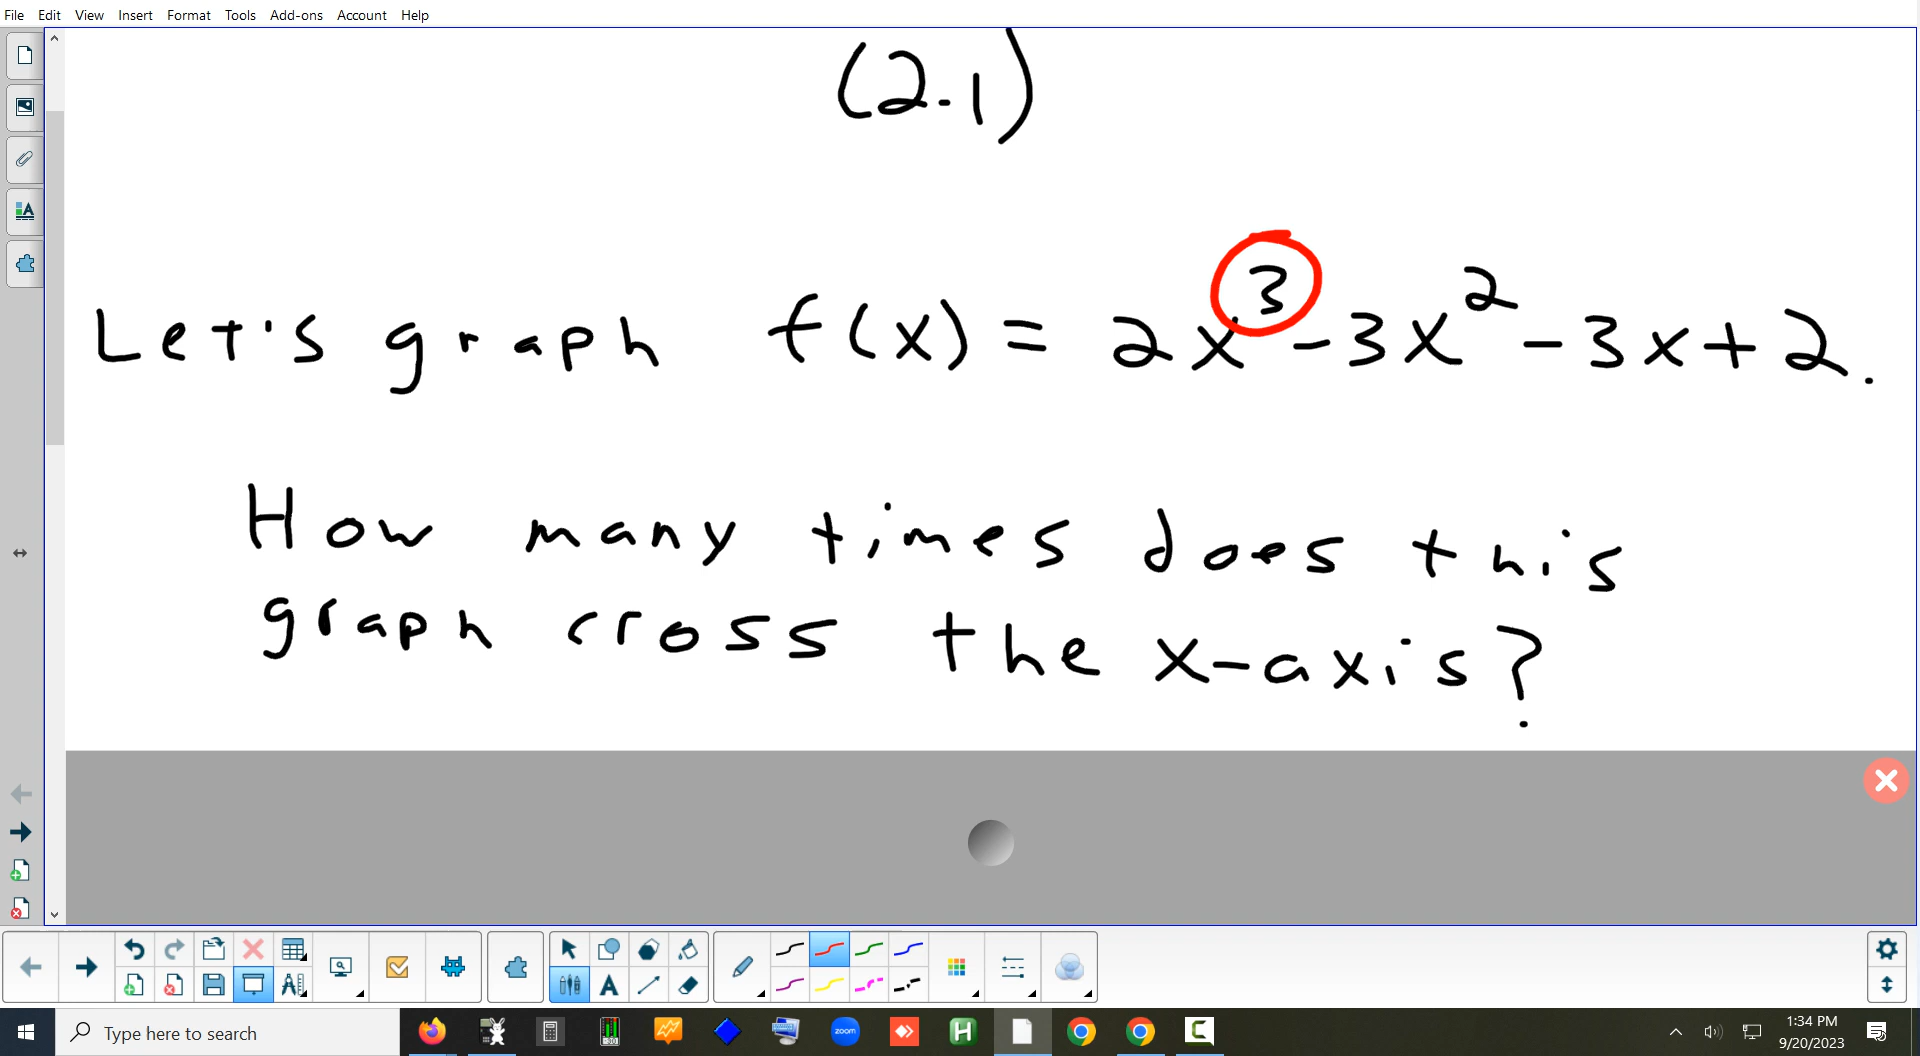 File Edit View Insert Format Tools Add-ons Account Help
(2.1)
Let's graph f(x) = 2x³-3x²-3x+2.
How many times does this
graph cross the x-axis?
Type here to search
zoom
1:34 PM
9/20/2023